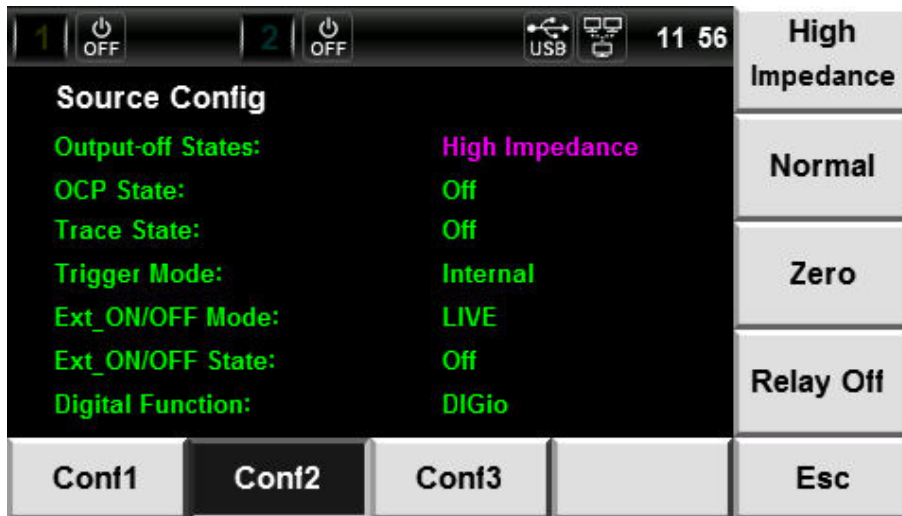 1 OFF 2 OFF USB 11 56
Source Config
Output-off States: High Impedance
OCP State: Off
Trace State: Off
Trigger Mode: Internal
Ext_ON/OFF Mode: LIVE
Ext_ON/OFF State: Off
Digital Function: DIGio
High
Impedance
Normal
Zero
Relay Off
Conf1 Conf2 Conf3 Esc